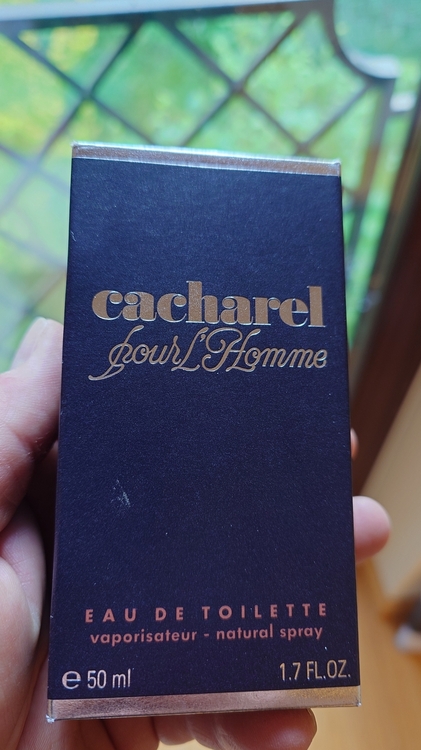 cacharel
pour L'Homme
EAU DE TOILETTE
vaporisateur - natural spray
e 50 ml 1.7 FL.OZ.